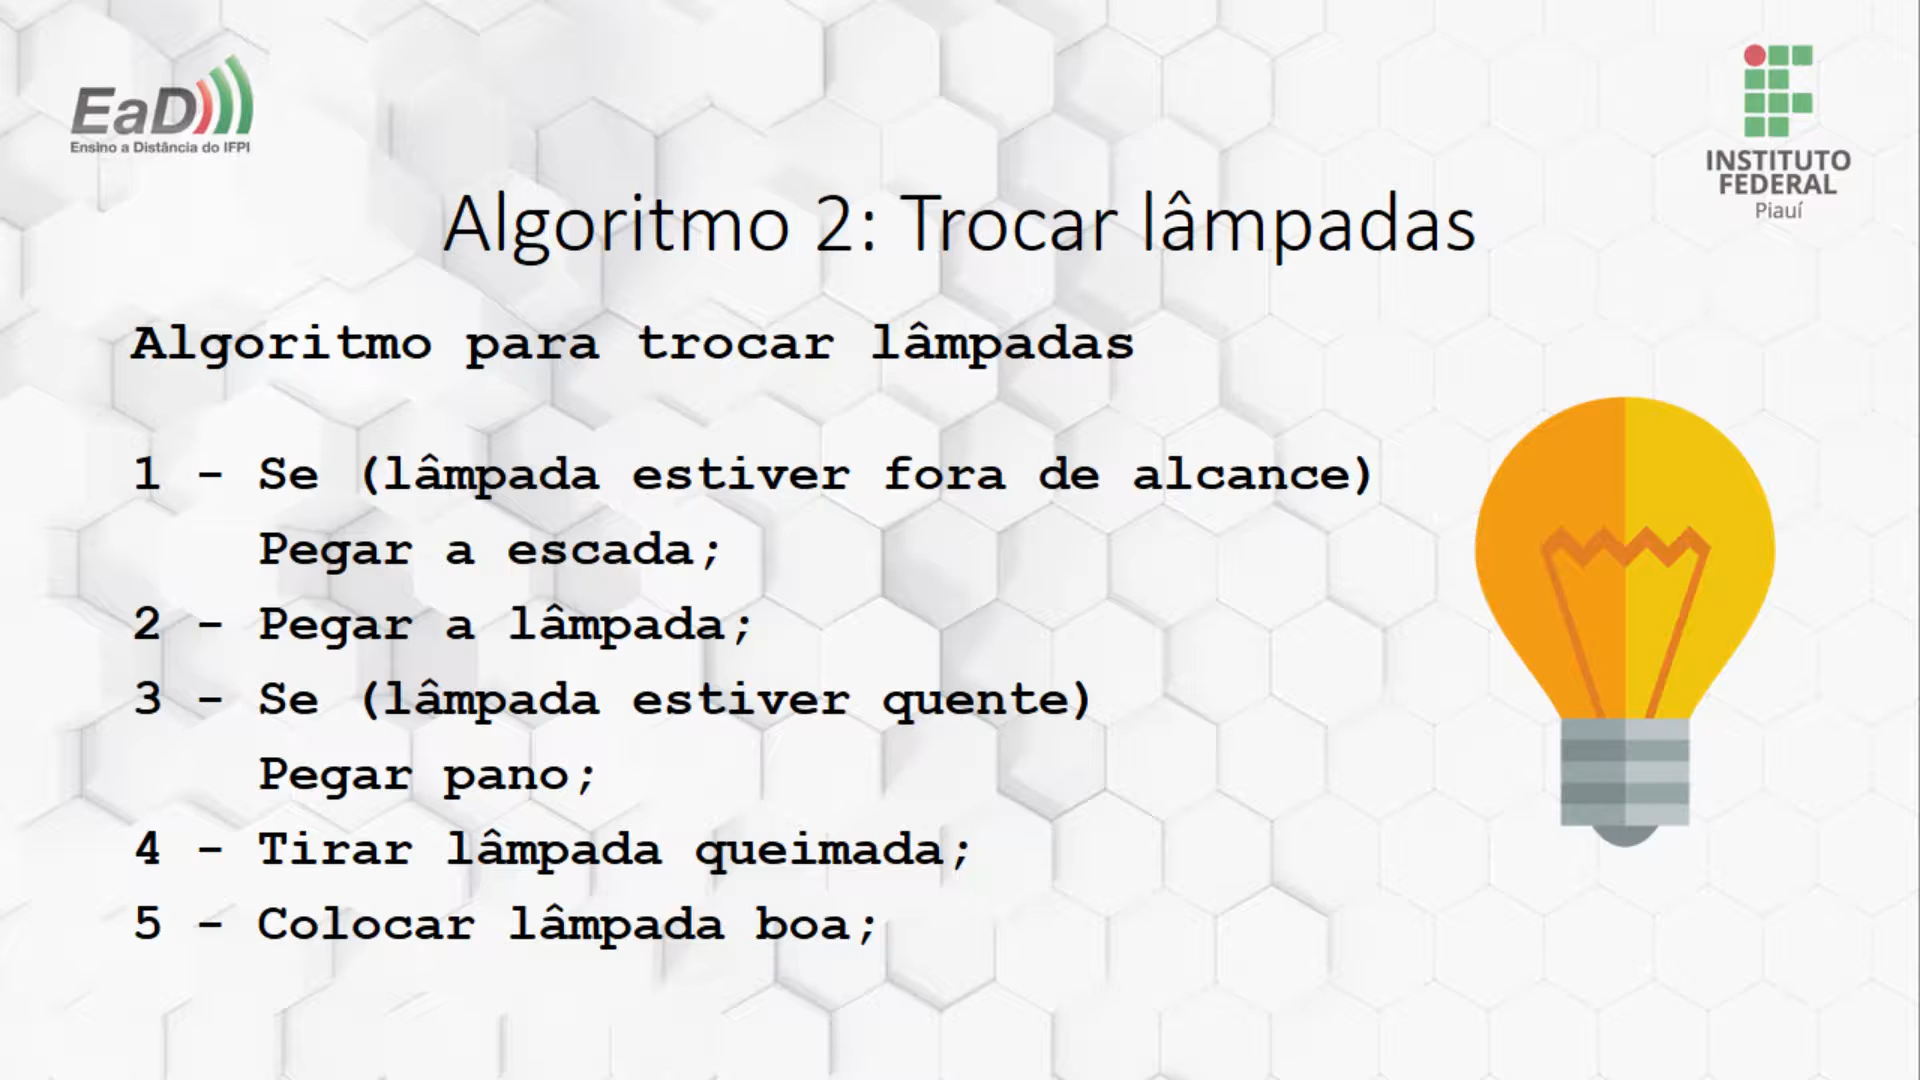 EaD
Ensino a Distância do IFPI
INSTITUTO
FEDERAL
Piauí
Algoritmo 2: Trocar lâmpadas
Algoritmo para trocar lâmpadas
1 - Se (lâmpada estiver fora de alcance)
Pegar a escada;
2 - Pegar a lâmpada;
3 - Se (lâmpada estiver quente)
Pegar pano;
4 - Tirar lâmpada queimada;
5 - Colocar lâmpada boa;